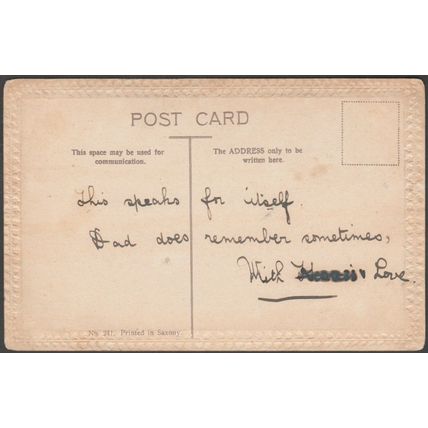 POST CARD
This space may be used for
communication.
The ADDRESS only to be
written here.
This speaks for itself.
Dad does remember sometimes,
With Love.
No. 241. Printed in Saxony.